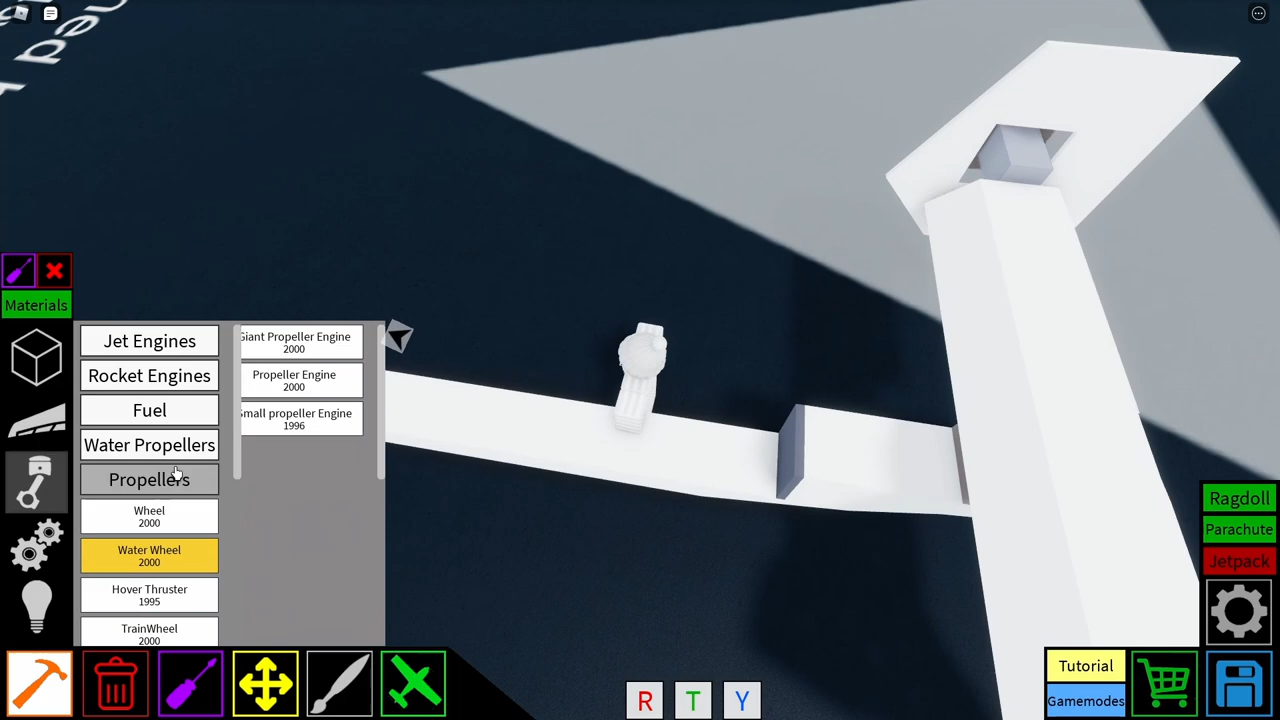 Materials
Jet Engines
Rocket Engines
Fuel
Water Propellers
Propellers
Wheel
2000
Water Wheel
2000
Hover Thruster
1995
TrainWheel
2000
Giant Propeller Engine
2000
Propeller Engine
2000
Small propeller Engine
1996
Ragdoll
Parachute
Jetpack
Tutorial
Gamemodes
R T Y